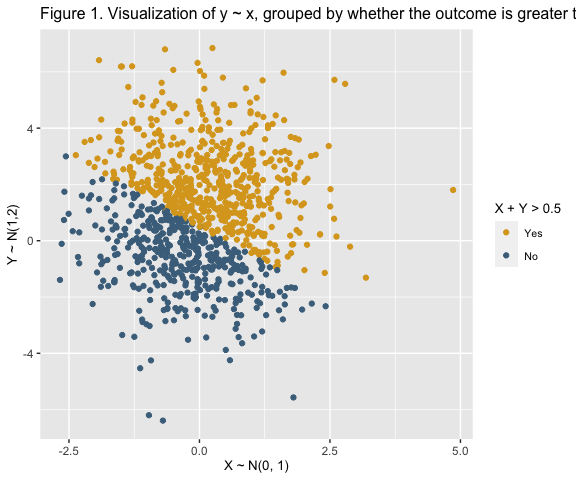 Figure 1. Visualization of y ~ x, grouped by whether the outcome is greater
4
0
-4
Y ~ N(1,2)
-2.5
0.0
2.5
5.0
X ~ N(0, 1)
X + Y > 0.5
Yes
No